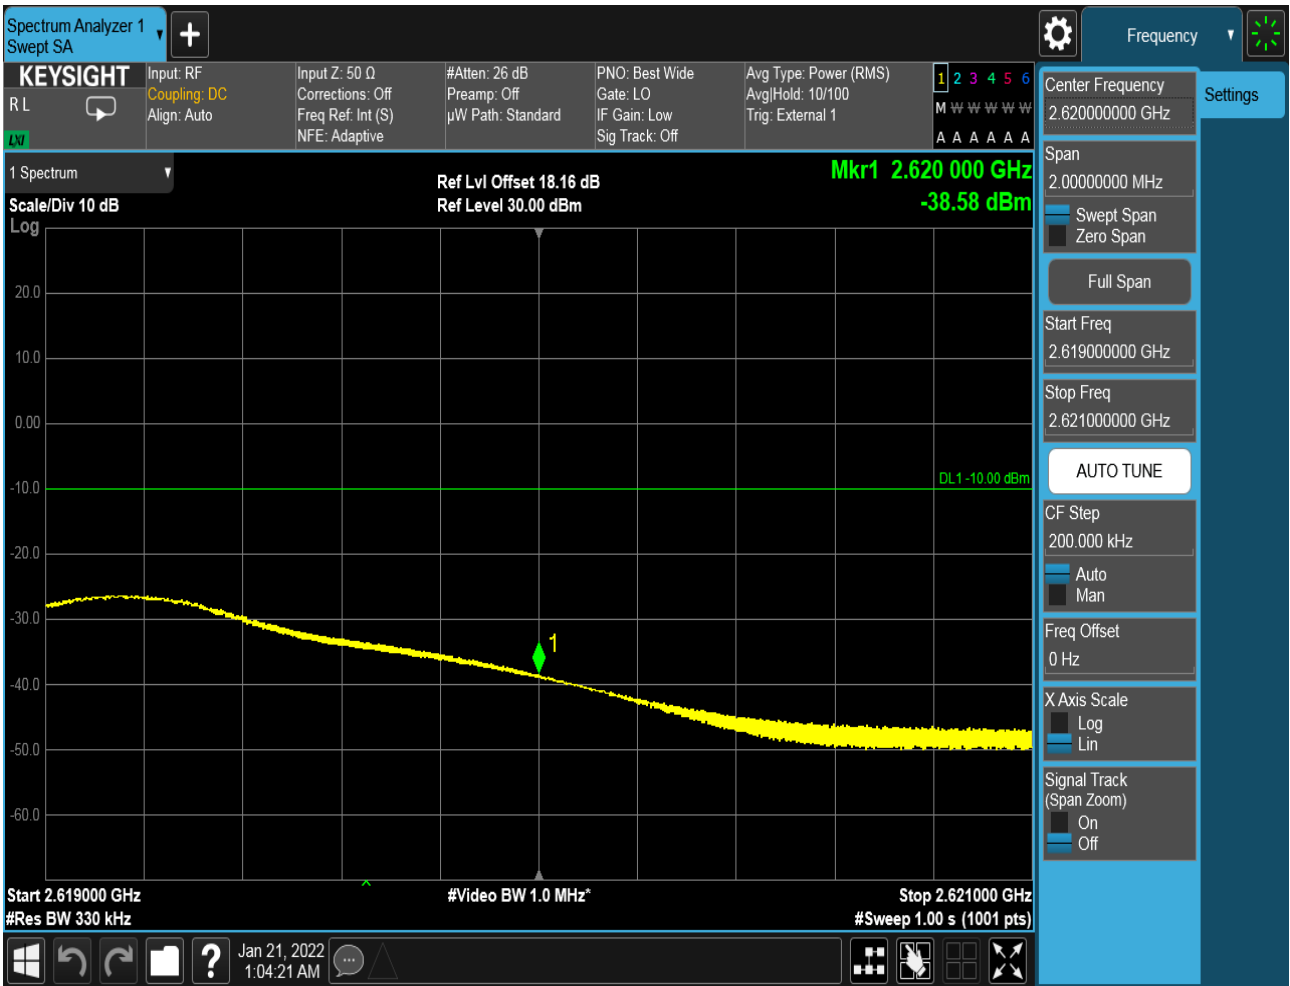 Spectrum Analyzer 1
Swept SA
Frequency
KEYSIGHT
R L
LXI
Input: RF
Coupling: DC
Align: Auto
Input Z: 50 Ω
Corrections: Off
Freq Ref: Int (S)
NFE: Adaptive
#Atten: 26 dB
Preamp: Off
µW Path: Standard
PNO: Best Wide
Gate: LO
IF Gain: Low
Sig Track: Off
Avg Type: Power (RMS)
Avg|Hold: 10/100
Trig: External 1
1 2 3 4 5 6
M W W W W W
A A A A A A
1 Spectrum
Scale/Div 10 dB
Log
Ref Lvl Offset 18.16 dB
Ref Level 30.00 dBm
Mkr1 2.620 000 GHz
-38.58 dBm
20.0
10.0
0.00
-10.0
-20.0
-30.0
-40.0
-50.0
-60.0
DL1 -10.00 dBm
1
Start 2.619000 GHz
#Res BW 330 kHz
#Video BW 1.0 MHz*
Stop 2.621000 GHz
#Sweep 1.00 s (1001 pts)
Jan 21, 2022
1:04:21 AM
Center Frequency
2.620000000 GHz
Span
2.00000000 MHz
Swept Span
Zero Span
Full Span
Start Freq
2.619000000 GHz
Stop Freq
2.621000000 GHz
AUTO TUNE
CF Step
200.000 kHz
Auto
Man
Freq Offset
0 Hz
X Axis Scale
Log
Lin
Signal Track
(Span Zoom)
On
Off
Settings